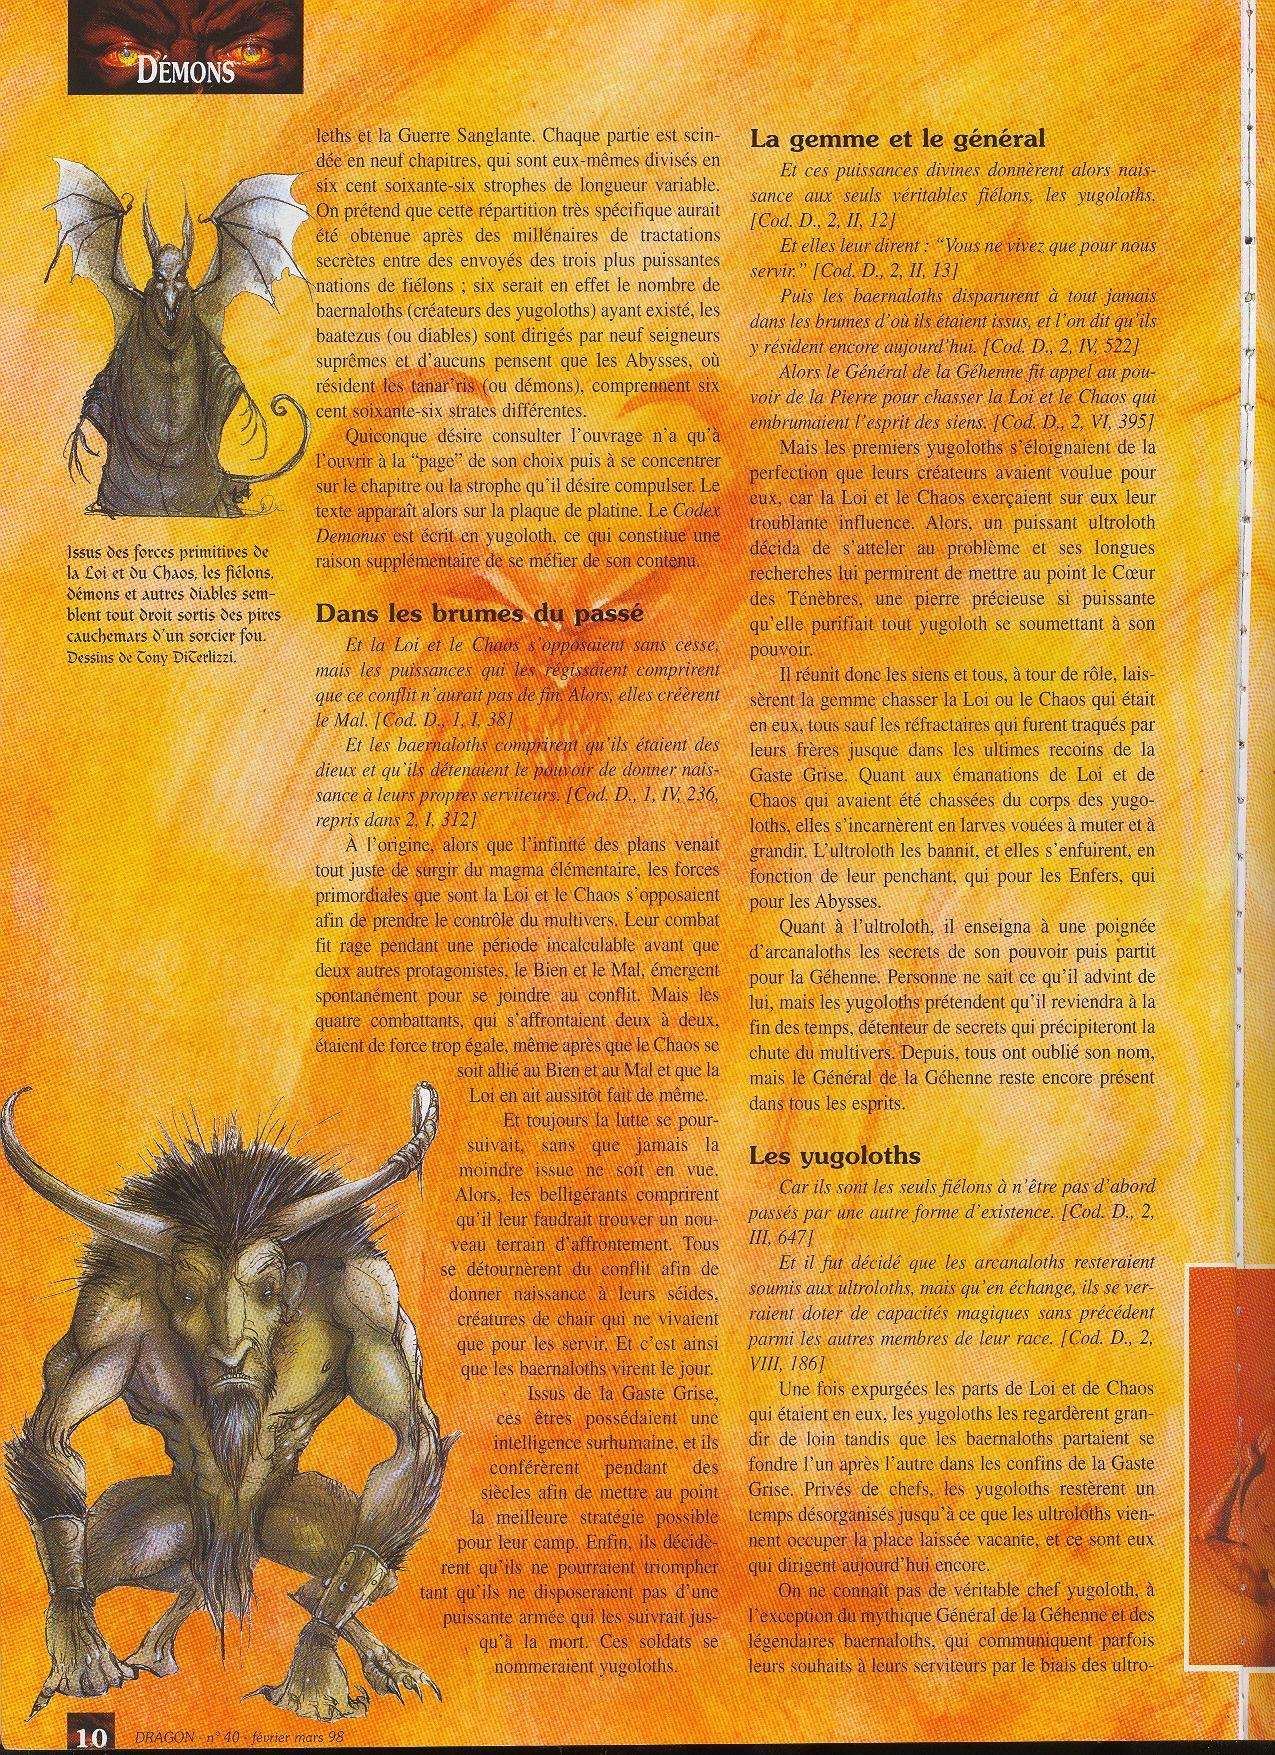 DÉMONS
leths et la Guerre Sanglante. Chaque partie est scin-
dée en neuf chapitres, qui sont eux-mêmes divisés en
six cent soixante-six strophes de longueur variable.
On prétend que cette répartition très spécifique aurait
été obtenue après des millénaires de tractations
secrètes entre des envoyés des trois plus puissantes
nations de fiélons ; six serait en effet le nombre de
baernaloths (créateurs des yugoloths) ayant existé, les
baatezus (ou diables) sont dirigés par neuf seigneurs
suprêmes et d'aucuns pensent que les Abysses, où
résident les tanar'ris (ou démons), comprennent six
cent soixante-six strates différentes.
Quiconque désire consulter l'ouvrage n'a qu'à
l'ouvrir à la “page” de son choix puis à se concentrer
sur le chapitre ou la strophe qu'il désire compulser. Le
texte apparaît alors sur la plaque de platine. Le Codex
Demonus est écrit en yugoloth, ce qui constitue une
raison supplémentaire de se méfier de son contenu.
Issus des forces primitives de
la Loi et du Chaos, les fiélons,
démons et autres diables sem-
blent tout droit sortis des pires
cauchemars d'un sorcier fou.
Dessins de Tony DiTerlizzi.
Dans les brumes du passé
Et la Loi et le Chaos s'opposaient sans cesse,
mais les puissances qui les régissaient comprirent
que ce conflit n'aurait pas de fin. Alors, elles créèrent
le Mal. [Cod. D., 1, I, 38]
Et les baernaloths comprirent qu'ils étaient des
dieux et qu'ils détenaient le pouvoir de donner nais-
sance à leurs propres serviteurs. [Cod. D., 1, IV, 236,
repris dans 2, I, 312]
À l'origine, alors que l'infinité des plans venait
tout juste de surgir du magma élémentaire, les forces
primordiales que sont la Loi et le Chaos s'opposaient
afin de prendre le contrôle du multivers. Leur combat
fit rage pendant une période incalculable avant que
deux autres protagonistes, le Bien et le Mal, émergent
spontanément pour se joindre au conflit. Mais les
quatre combattants, qui s'affrontaient deux à deux,
étaient de force trop égale, même après que le Chaos se
soit allié au Bien et au Mal et que la
Loi en ait aussitôt fait de même.
Et toujours la lutte se pour-
suivait, sans que jamais la
moindre issue ne soit en vue.
Alors, les belligérants comprirent
qu'il leur faudrait trouver un nou-
veau terrain d'affrontement. Tous
se détournèrent du conflit afin de
donner naissance à leurs séides,
créatures de chair qui ne vivaient
que pour les servir. Et c'est ainsi
que les baernaloths virent le jour.
Issus de la Gaste Grise,
ces êtres possédaient une
intelligence surhumaine, et ils
conférèrent pendant des
siècles afin de mettre au point
la meilleure stratégie possible
pour leur camp. Enfin, ils décidè-
rent qu'ils ne pourraient triompher
tant qu'ils ne disposeraient pas d'une
puissante armée qui les suivrait jus-
qu'à la mort. Ces soldats se
nommeraient yugoloths.
La gemme et le général
Et ces puissances divines donnèrent alors nais-
sance aux seuls véritables fiélons, les yugoloths.
[Cod. D., 2, II, 12]
Et elles leur dirent : “Vous ne vivez que pour nous
servir.” [Cod. D., 2, II, 13]
Puis les baernaloths disparurent à tout jamais
dans les brumes d'où ils étaient issus, et l'on dit qu'ils
y résident encore aujourd'hui. [Cod. D., 2, IV, 522]
Alors le Général de la Géhenne fit appel au pou-
voir de la Pierre pour chasser la Loi et le Chaos qui
embrumaient l'esprit des siens. [Cod. D., 2, VI, 395]
Mais les premiers yugoloths s'éloignaient de la
perfection que leurs créateurs avaient voulue pour
eux, car la Loi et le Chaos exerçaient sur eux leur
troublante influence. Alors, un puissant ultroloth
décida de s'atteler au problème et ses longues
recherches lui permirent de mettre au point le Cœur
des Ténèbres, une pierre précieuse si puissante
qu'elle purifiait tout yugoloth se soumettant à son
pouvoir.
Il réunit donc les siens et tous, à tour de rôle, lais-
sèrent la gemme chasser la Loi ou le Chaos qui était
en eux, tous sauf les réfractaires qui furent traqués par
leurs frères jusque dans les ultimes recoins de la
Gaste Grise. Quant aux émanations de Loi et de
Chaos qui avaient été chassées du corps des yugo-
loths, elles s'incarnèrent en larves vouées à muter et à
grandir. L'ultroloth les bannit, et elles s'enfuirent, en
fonction de leur penchant, qui pour les Enfers, qui
pour les Abysses.
Quant à l'ultroloth, il enseigna à une poignée
d'arcanaloths les secrets de son pouvoir puis partit
pour la Géhenne. Personne ne sait ce qu'il advint de
lui, mais les yugoloths prétendent qu'il reviendra à la
fin des temps, détenteur de secrets qui précipiteront la
chute du multivers. Depuis, tous ont oublié son nom,
mais le Général de la Géhenne reste encore présent
dans tous les esprits.
Les yugoloths
Car ils sont les seuls fiélons à n'être pas d'abord
passés par une autre forme d'existence. [Cod. D., 2,
III, 647]
Et il fut décidé que les arcanaloths resteraient
soumis aux ultroloths, mais qu'en échange, ils se ver-
raient doter de capacités magiques sans précédent
parmi les autres membres de leur race. [Cod. D., 2,
VIII, 186]
Une fois expurgées les parts de Loi et de Chaos
qui étaient en eux, les yugoloths les regardèrent gran-
dir de loin tandis que les baernaloths partaient se
fondre l'un après l'autre dans les confins de la Gaste
Grise. Privés de chefs, les yugoloths restèrent un
temps désorganisés jusqu'à ce que les ultroloths vien-
nent occuper la place laissée vacante, et ce sont eux
qui dirigent aujourd'hui encore.
On ne connaît pas de véritable chef yugoloth, à
l'exception du mythique Général de la Géhenne et des
légendaires baernaloths, qui communiquent parfois
leurs souhaits à leurs serviteurs par le biais des ultro-
10 DRAGON - n° 40 - février mars 98